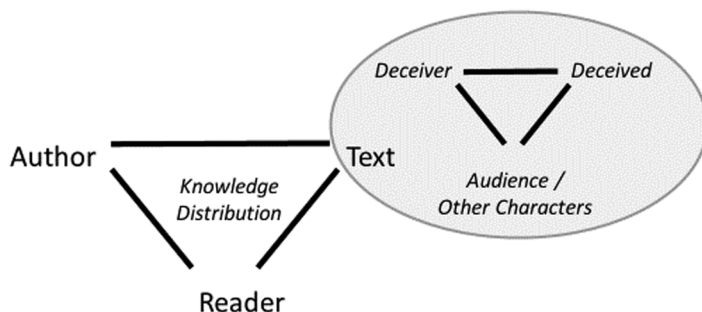 Deceiver
Deceived
Author
Text
Knowledge
Distribution
Audience /
Other Characters
Reader